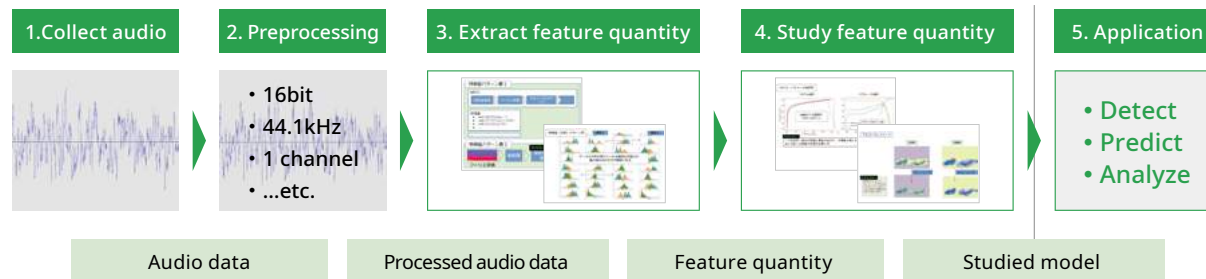 1.Collect audio
2. Preprocessing
3. Extract feature quantity
4. Study feature quantity
5. Application
・16bit
・44.1kHz
・1 channel
・...etc.
• Detect
• Predict
• Analyze
Audio data
Processed audio data
Feature quantity
Studied model